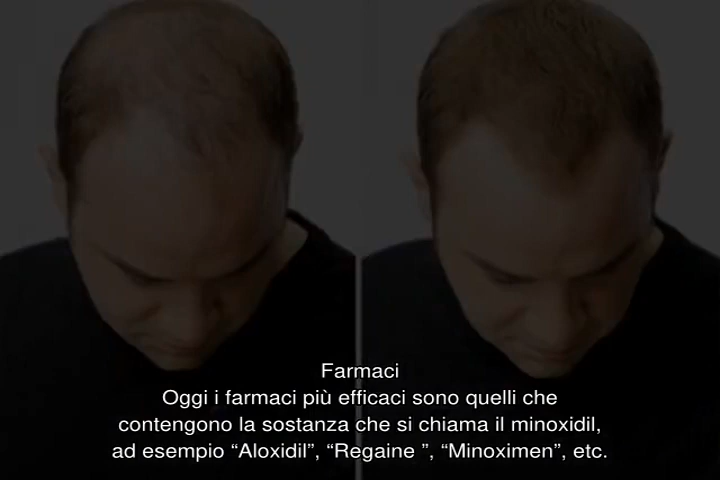 Farmaci
Oggi i farmaci più efficaci sono quelli che
contengono la sostanza che si chiama il minoxidil,
ad esempio “Aloxidil”, “Regaine ”, “Minoximen”, etc.